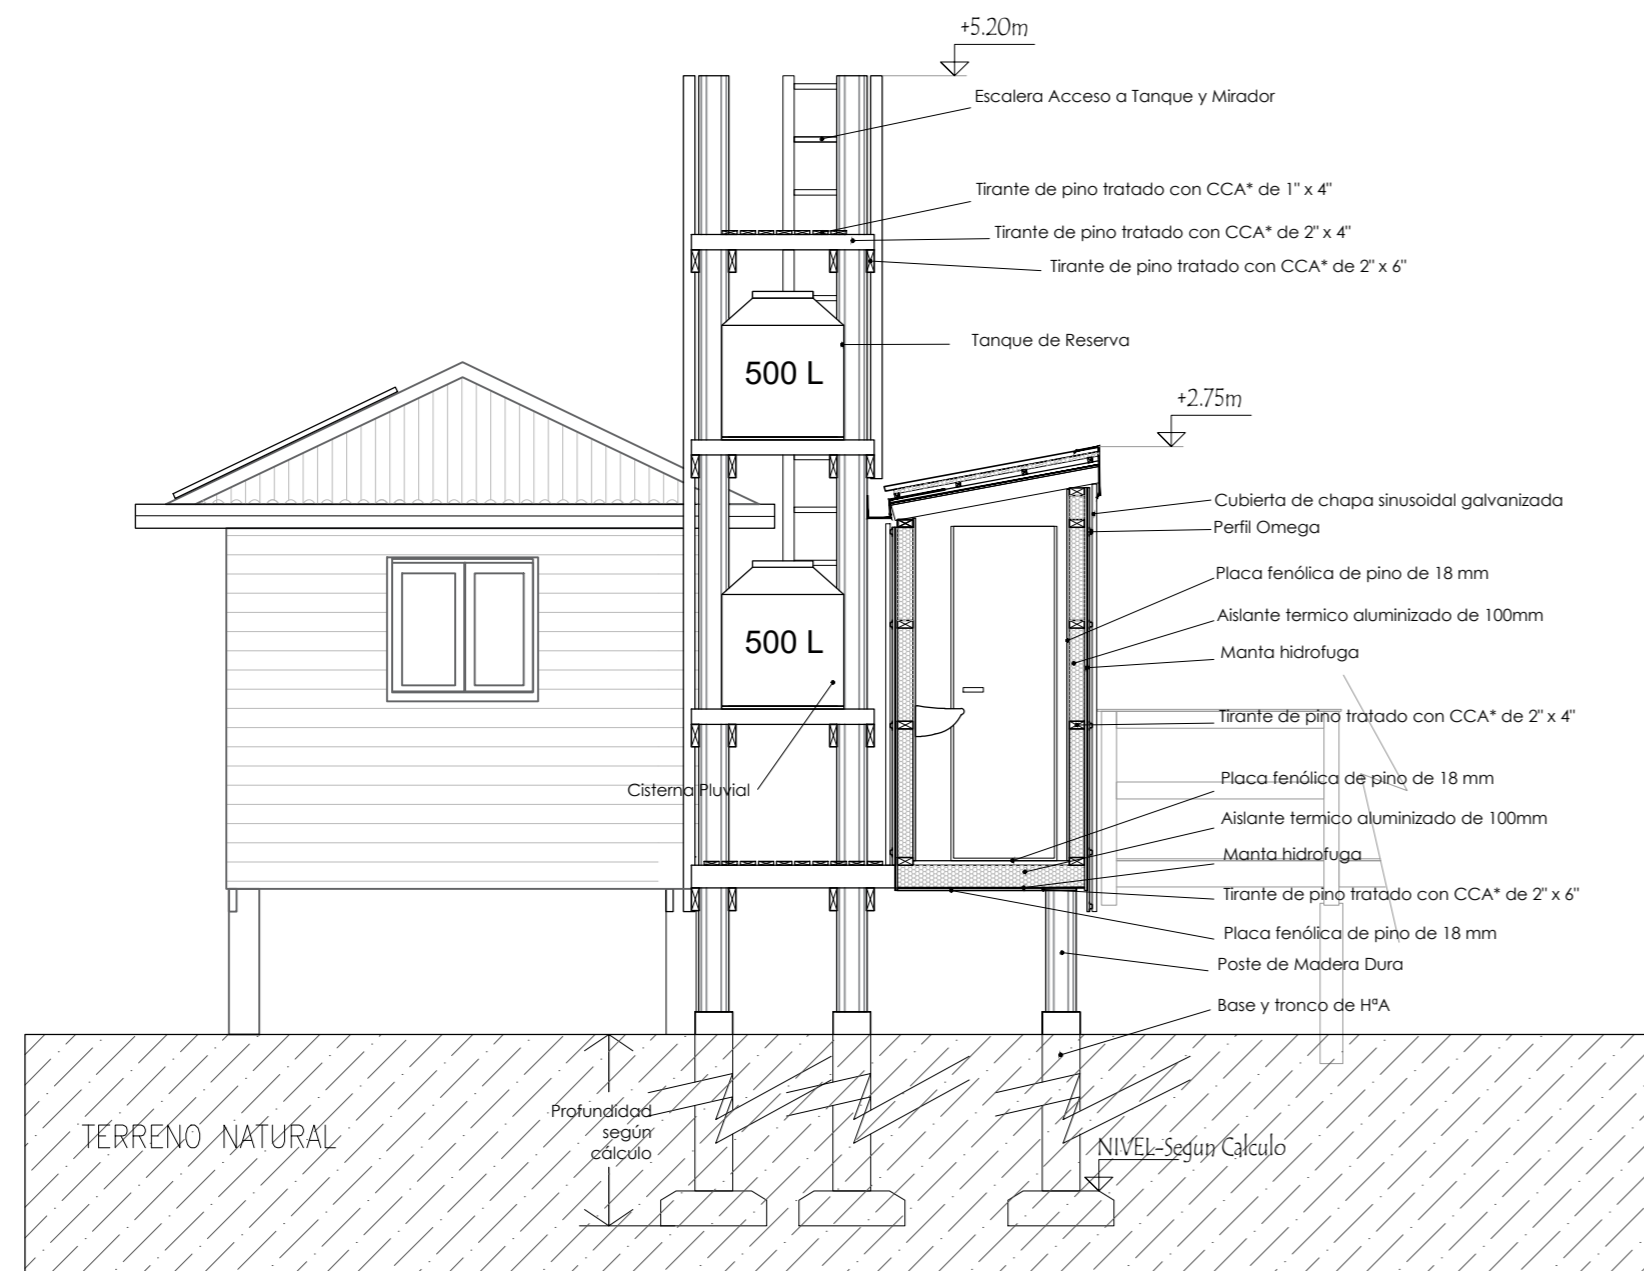 +5.20m
Escalera Acceso a Tanque y Mirador
Tirante de pino tratado con CCA* de 1" x 4"
Tirante de pino tratado con CCA* de 2" x 4"
Tirante de pino tratado con CCA* de 2" x 6"
Tanque de Reserva
500 L
+2.75m
Cubierta de chapa sinusoidal galvanizada
Perfil Omega
Placa fenólica de pino de 18 mm
Aislante termico aluminizado de 100mm
500 L
Manta hidrofuga
Tirante de pino tratado con CCA* de 2" x 4"
Placa fenólica de pino de 18 mm
Cisterna Pluvial
Aislante termico aluminizado de 100mm
Manta hidrofuga
Tirante de pino tratado con CCA* de 2" x 6"
Placa fenólica de pino de 18 mm
Poste de Madera Dura
Base y tronco de HªA
Profundidad
según
cálculo
TERRENO NATURAL
NIVEL-Segun Calculo